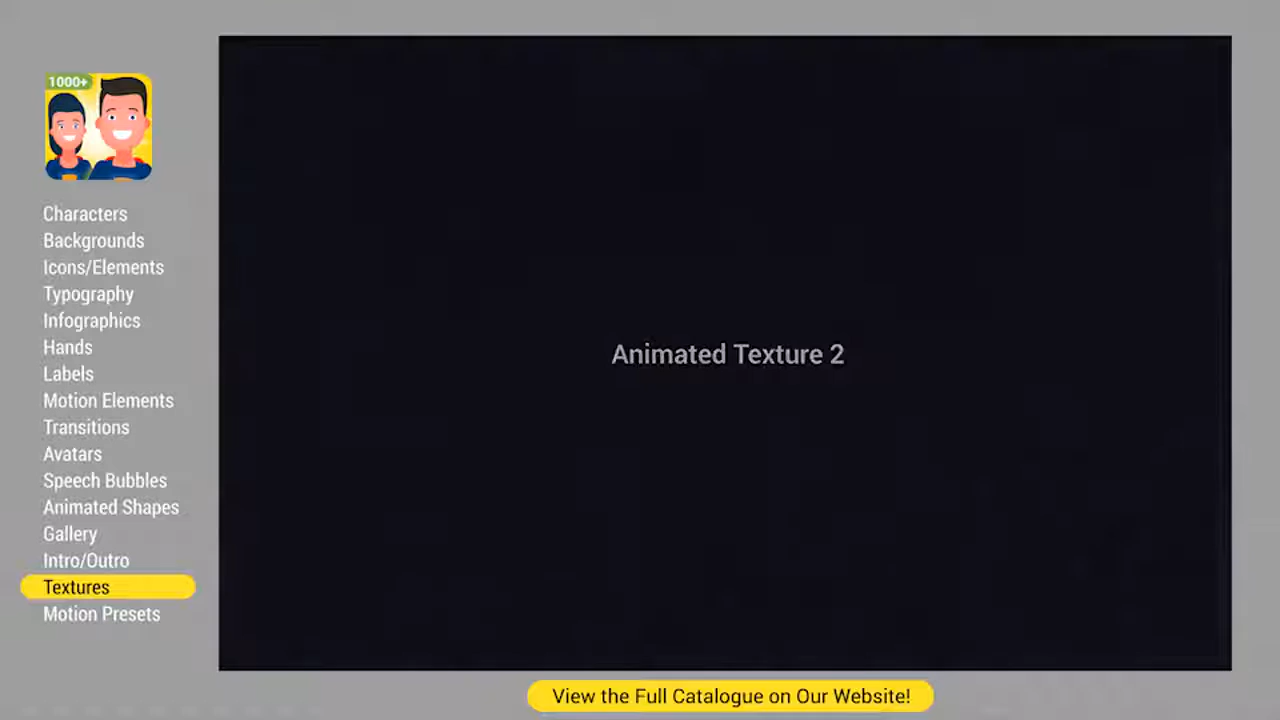 1000+
Characters
Backgrounds
Icons/Elements
Typography
Infographics
Hands
Labels
Motion Elements
Transitions
Avatars
Speech Bubbles
Animated Shapes
Gallery
Intro/Outro
Textures
Motion Presets
Animated Texture 2
View the Full Catalogue on Our Website!